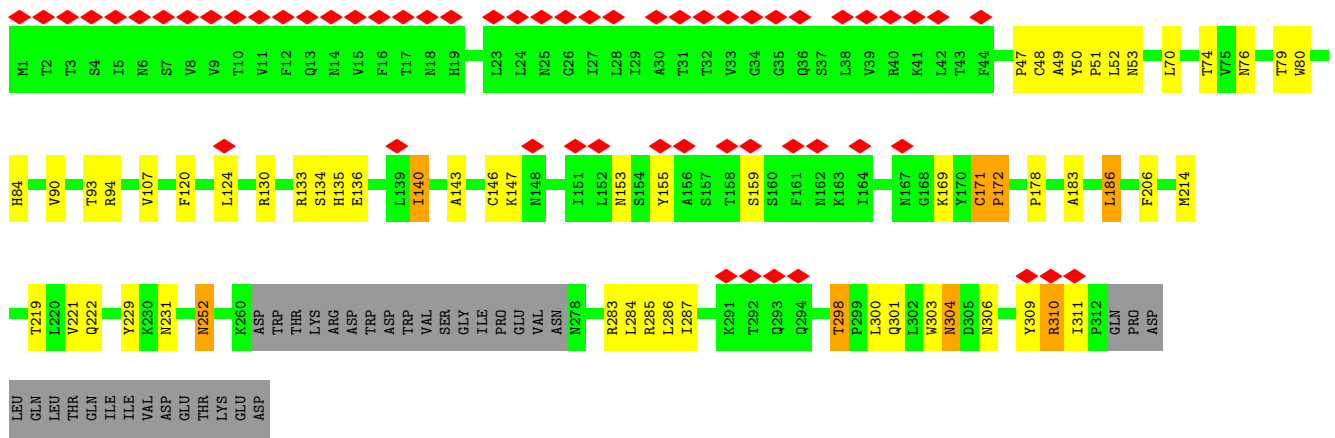 M1 T2 T3 S4 I5 N6 S7 V8 V9 T10 V11 F12 Q13 N14 V15 F16 T17 N18 H19 L23 L24 N25 G26 I27 L28 I29 A30 T31 T32 V33 G34 G35 Q36 S37 L38 V39 R40 K41 L42 T43 F44 P47 C48 A49 Y50 P51 L52 N53 L70 T74 V75 N76 T79 W80
H84 V90 T93 R94 V107 F120 L124 R130 R133 S134 H135 E136 L139 I140 A143 C146 K147 N148 I151 L152 N153 S154 Y155 A156 S157 T158 S159 S160 F161 N162 K163 I164 N167 G168 K169 Y170 C171 P172 P178 A183 L186 F206 M214
T219 L220 V221 Q222 Y229 K230 N231 N252 K260 ASP TRP THR LYS ARG ASP TRP ASP TRP VAL SER GLY ILE PRO GLU VAL ASN N278 R283 L284 R285 L286 I287 K291 T292 Q293 Q294 T298 P299 L300 Q301 L302 W303 N304 D305 N306 Y309 R310 I311 P312 GLN PRO ASP
LEU GLN LEU THR GLN ILE ILE VAL ASP GLU THR LYS GLU ASP